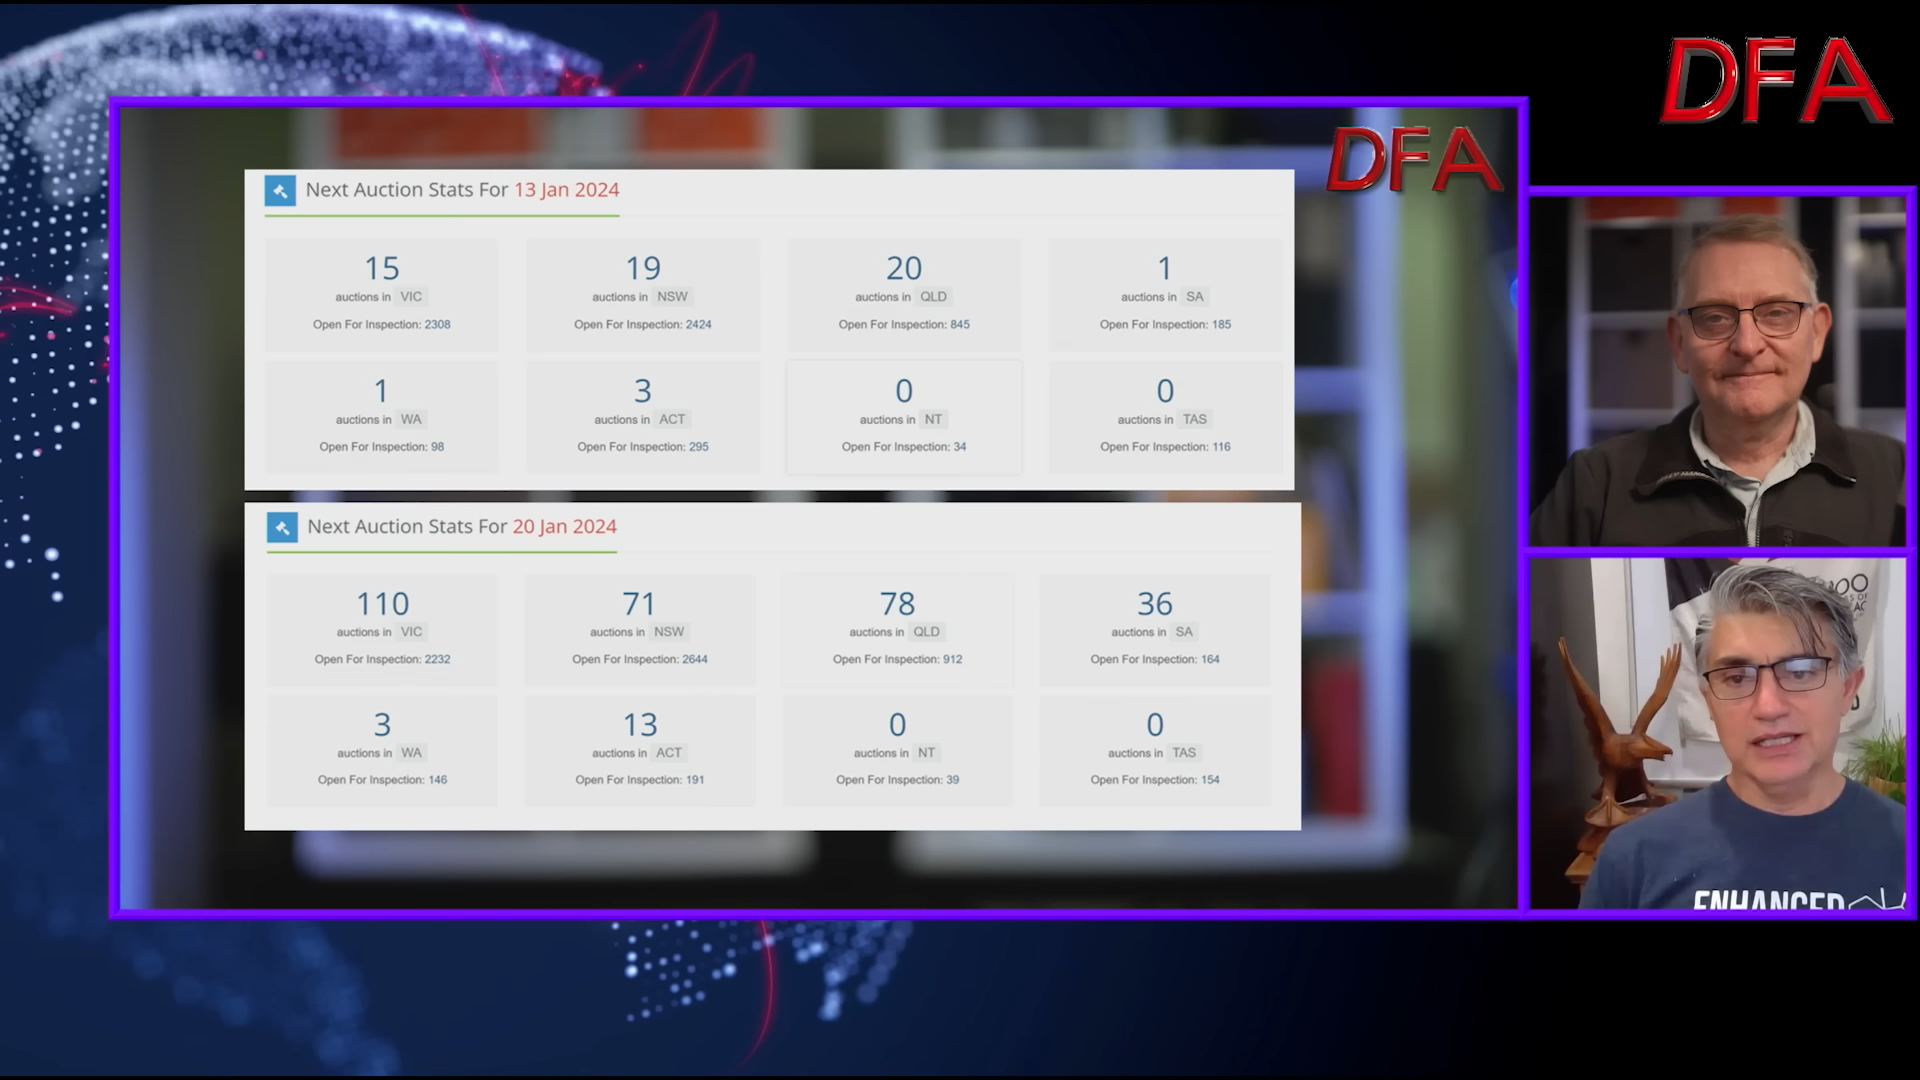 DFA
DFA
Next Auction Stats For 13 Jan 2024
15
auctions in VIC
Open For Inspection: 2308
19
auctions in NSW
Open For Inspection: 2424
20
auctions in QLD
Open For Inspection: 845
1
auctions in SA
Open For Inspection: 185
1
auctions in WA
Open For Inspection: 98
3
auctions in ACT
Open For Inspection: 295
0
auctions in NT
Open For Inspection: 34
0
auctions in TAS
Open For Inspection: 116
Next Auction Stats For 20 Jan 2024
110
auctions in VIC
Open For Inspection: 2232
71
auctions in NSW
Open For Inspection: 2644
78
auctions in QLD
Open For Inspection: 912
36
auctions in SA
Open For Inspection: 164
3
auctions in WA
Open For Inspection: 146
13
auctions in ACT
Open For Inspection: 191
0
auctions in NT
Open For Inspection: 39
0
auctions in TAS
Open For Inspection: 154
ENHANCED